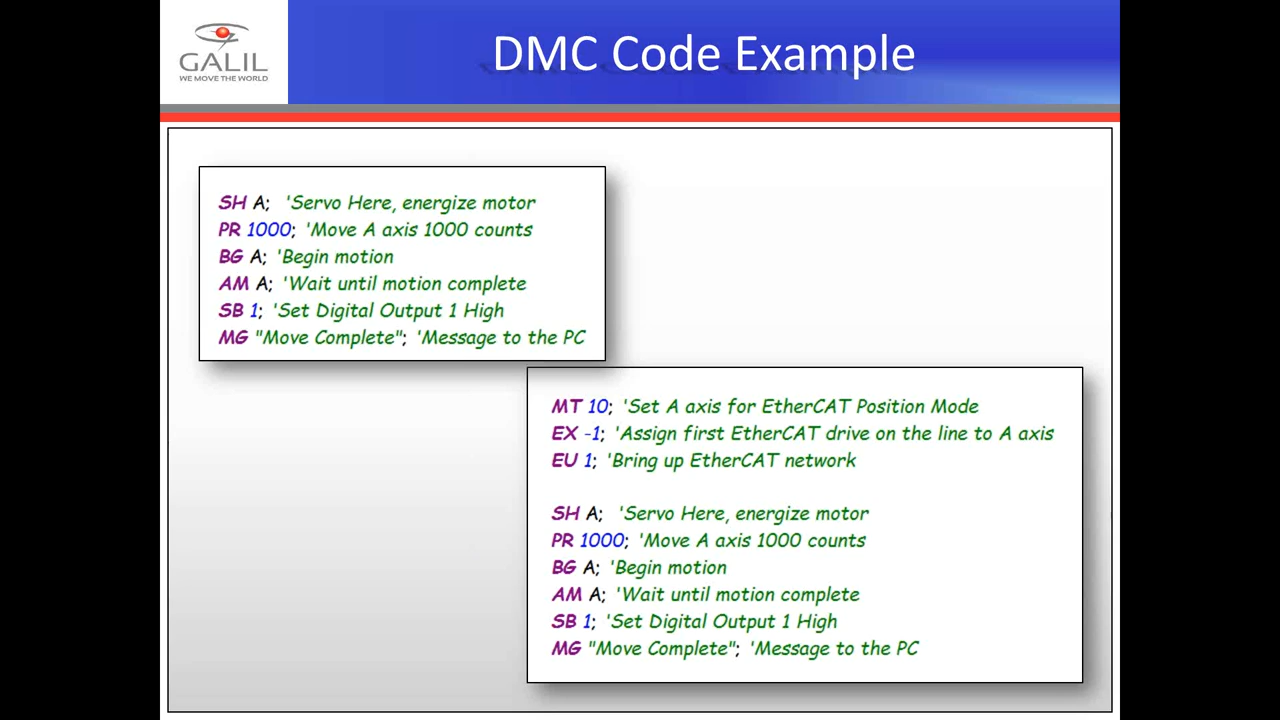 GALIL
WE MOVE THE WORLD
DMC Code Example
SH A; 'Servo Here, energize motor
PR 1000; 'Move A axis 1000 counts
BG A; 'Begin motion
AM A; 'Wait until motion complete
SB 1; 'Set Digital Output 1 High
MG "Move Complete"; 'Message to the PC
MT 10; 'Set A axis for EtherCAT Position Mode
EX -1; 'Assign first EtherCAT drive on the line to A axis
EU 1; 'Bring up EtherCAT network
SH A; 'Servo Here, energize motor
PR 1000; 'Move A axis 1000 counts
BG A; 'Begin motion
AM A; 'Wait until motion complete
SB 1; 'Set Digital Output 1 High
MG "Move Complete"; 'Message to the PC